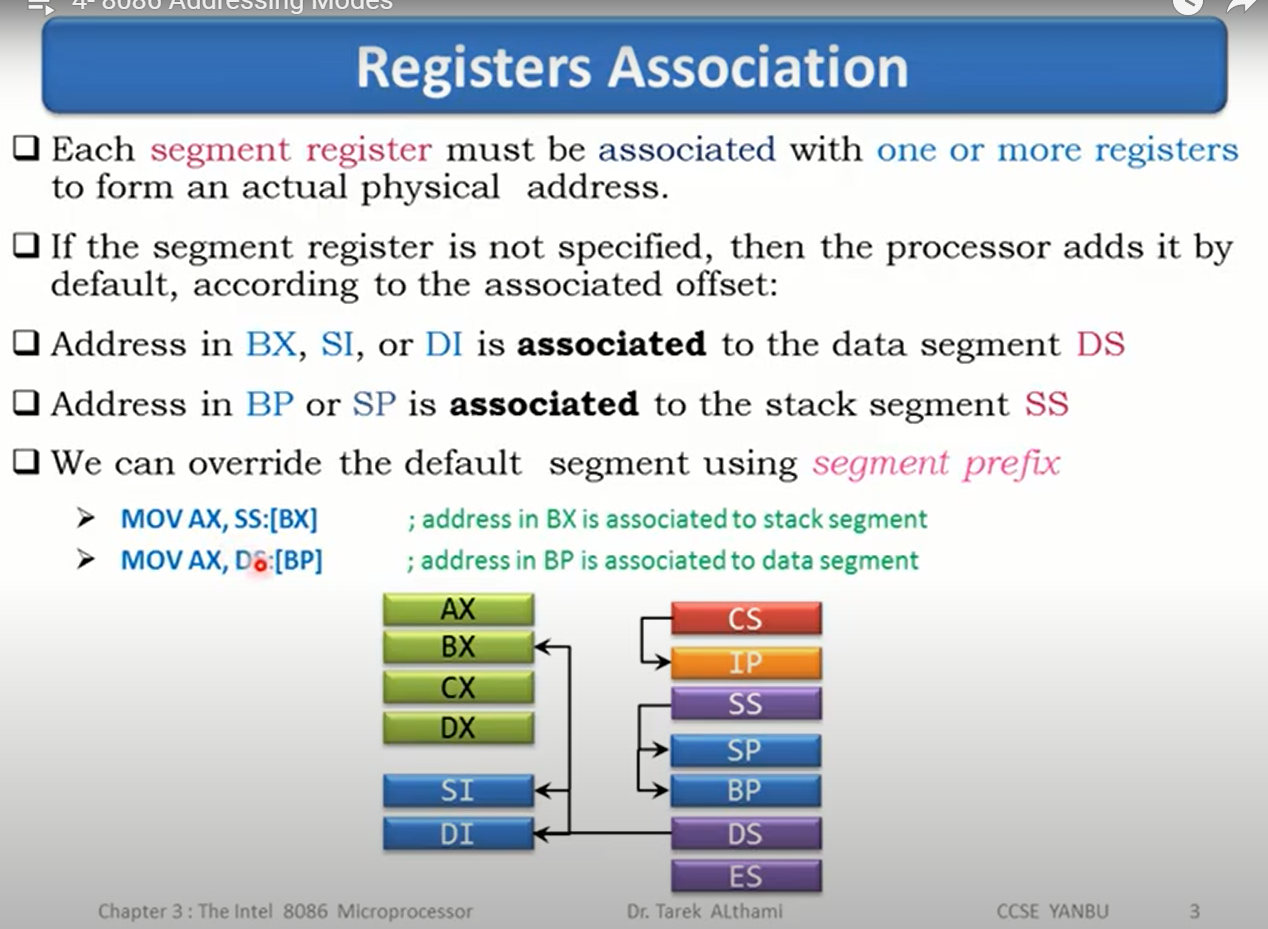 4- 8086 Addressing Modes
Registers Association
Each segment register must be associated with one or more registers
to form an actual physical address.
If the segment register is not specified, then the processor adds it by
default, according to the associated offset:
Address in BX, SI, or DI is associated to the data segment DS
Address in BP or SP is associated to the stack segment SS
We can override the default segment using segment prefix
MOV AX, SS:[BX] ; address in BX is associated to stack segment
MOV AX, DS:[BP] ; address in BP is associated to data segment
AX
BX
CX
DX
SI
DI
CS
IP
SS
SP
BP
DS
ES
Chapter 3 : The Intel 8086 Microprocessor Dr. Tarek ALthami CCSE YANBU 3